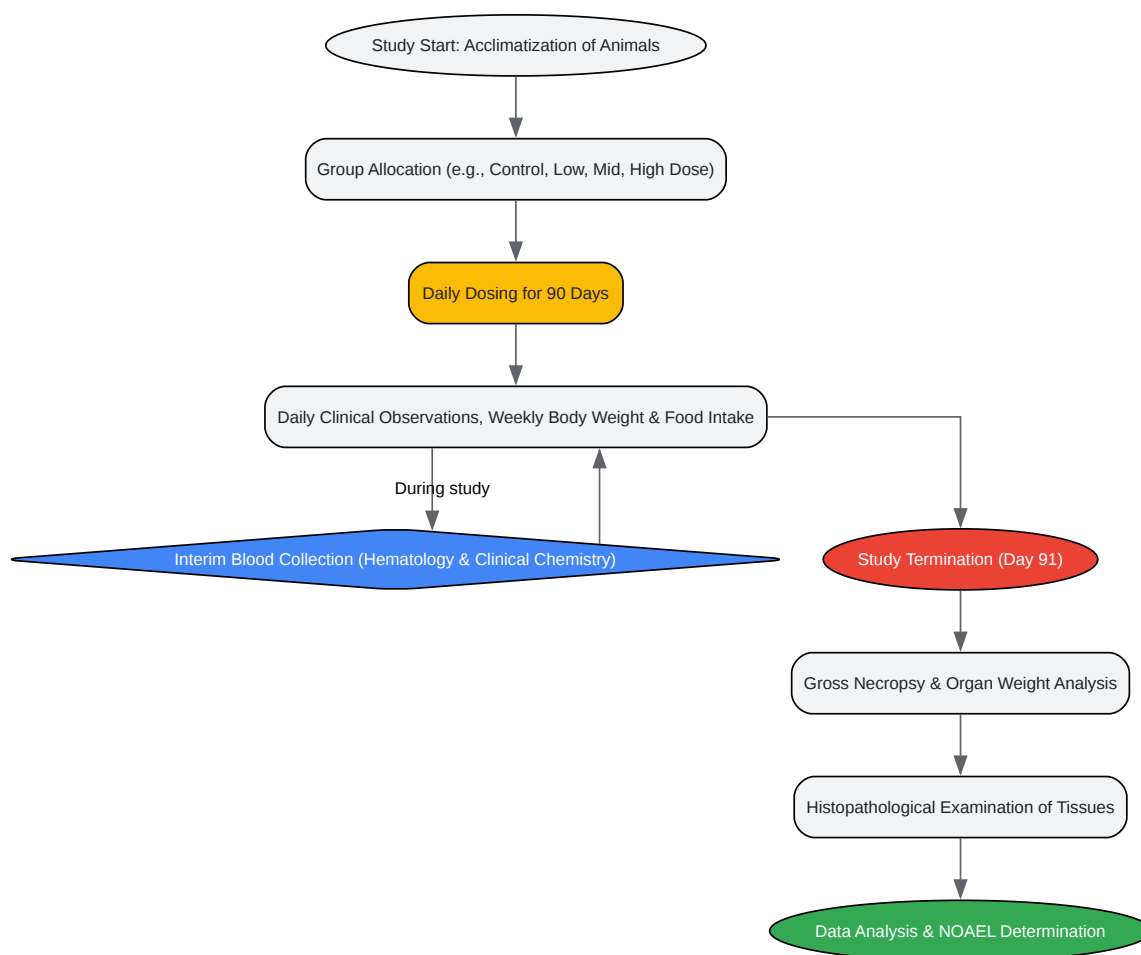 Study Start: Acclimatization of Animals
Group Allocation (e.g., Control, Low, Mid, High Dose)
Daily Dosing for 90 Days
Daily Clinical Observations, Weekly Body Weight & Food Intake
During study
Interim Blood Collection (Hematology & Clinical Chemistry)
Study Termination (Day 91)
Gross Necropsy & Organ Weight Analysis
Histopathological Examination of Tissues
Data Analysis & NOAEL Determination